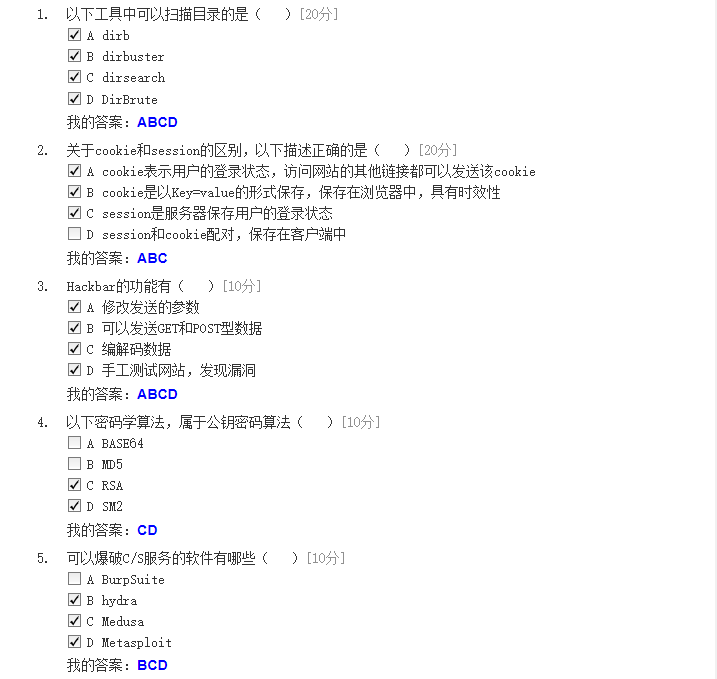 1. 以下工具中可以扫描目录的是（ ）[20分]
A dirb
B dirbuster
C dirsearch
D DirBrute
我的答案：ABCD
2. 关于cookie和session的区别，以下描述正确的是（ ）[20分]
A cookie表示用户的登录状态，访问网站的其他链接都可以发送该cookie
B cookie是以Key=value的形式保存，保存在浏览器中，具有时效性
C session是服务器保存用户的登录状态
D session和cookie配对，保存在客户端中
我的答案：ABC
3. Hackbar的功能有（ ）[10分]
A 修改发送的参数
B 可以发送GET和POST型数据
C 编解码数据
D 手工测试网站，发现漏洞
我的答案：ABCD
4. 以下密码学算法，属于公钥密码算法（ ）[10分]
A BASE64
B MD5
C RSA
D SM2
我的答案：CD
5. 可以爆破C/S服务的软件有哪些（ ）[10分]
A BurpSuite
B hydra
C Medusa
D Metasploit
我的答案：BCD